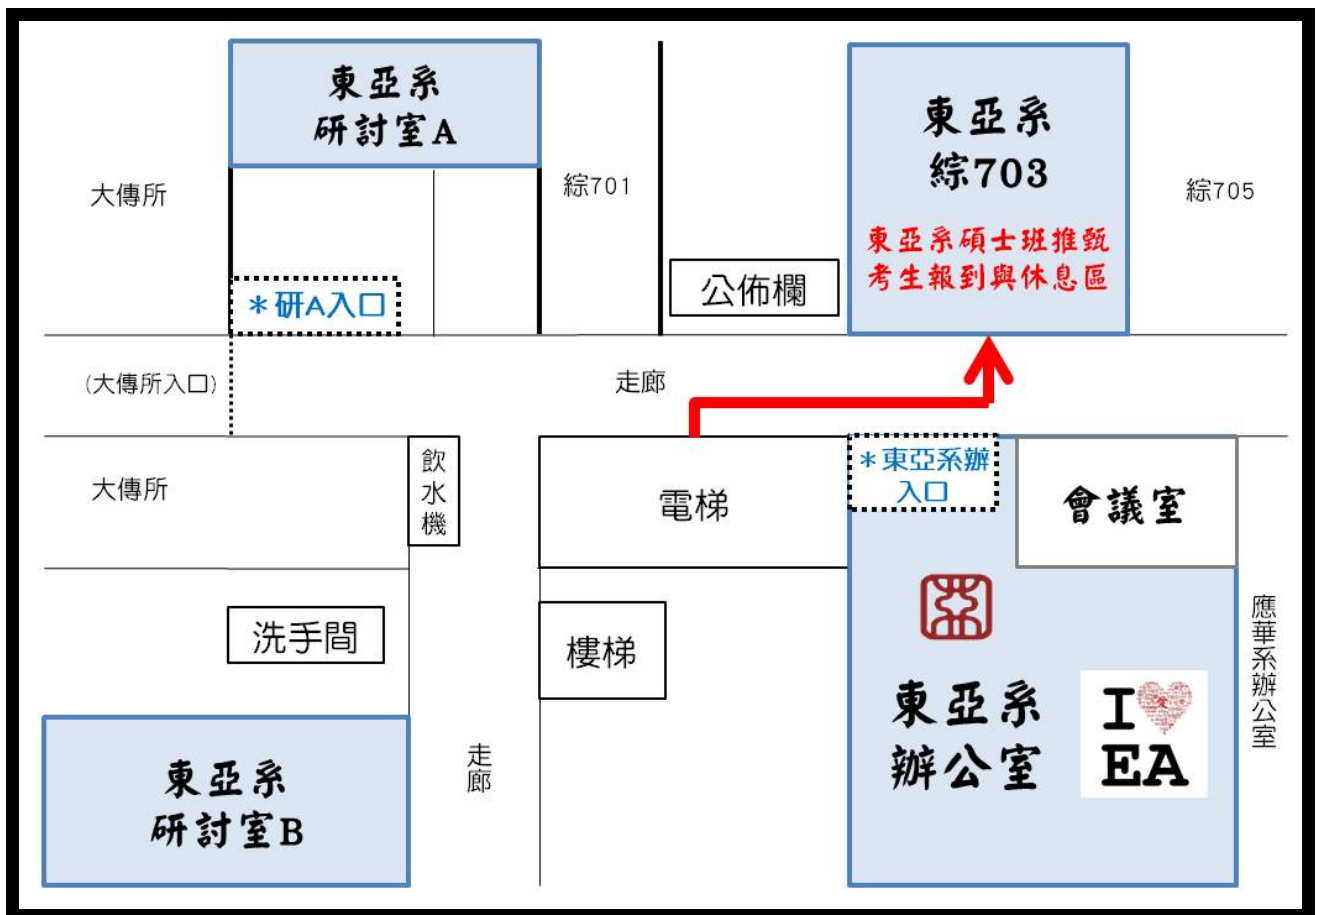 東亞系
研討室A
大傳所
綜701
東亞系
綜703
綜705
東亞系碩士班推甄
考生報到與休息區
公佈欄
*研A入口
(大傳所入口)
走廊
大傳所
飲水機
電梯
*東亞系辦
入口
會議室
洗手間
樓梯
應華系辦公室
東亞系
辦公室
I
EA
走廊
東亞系
研討室B